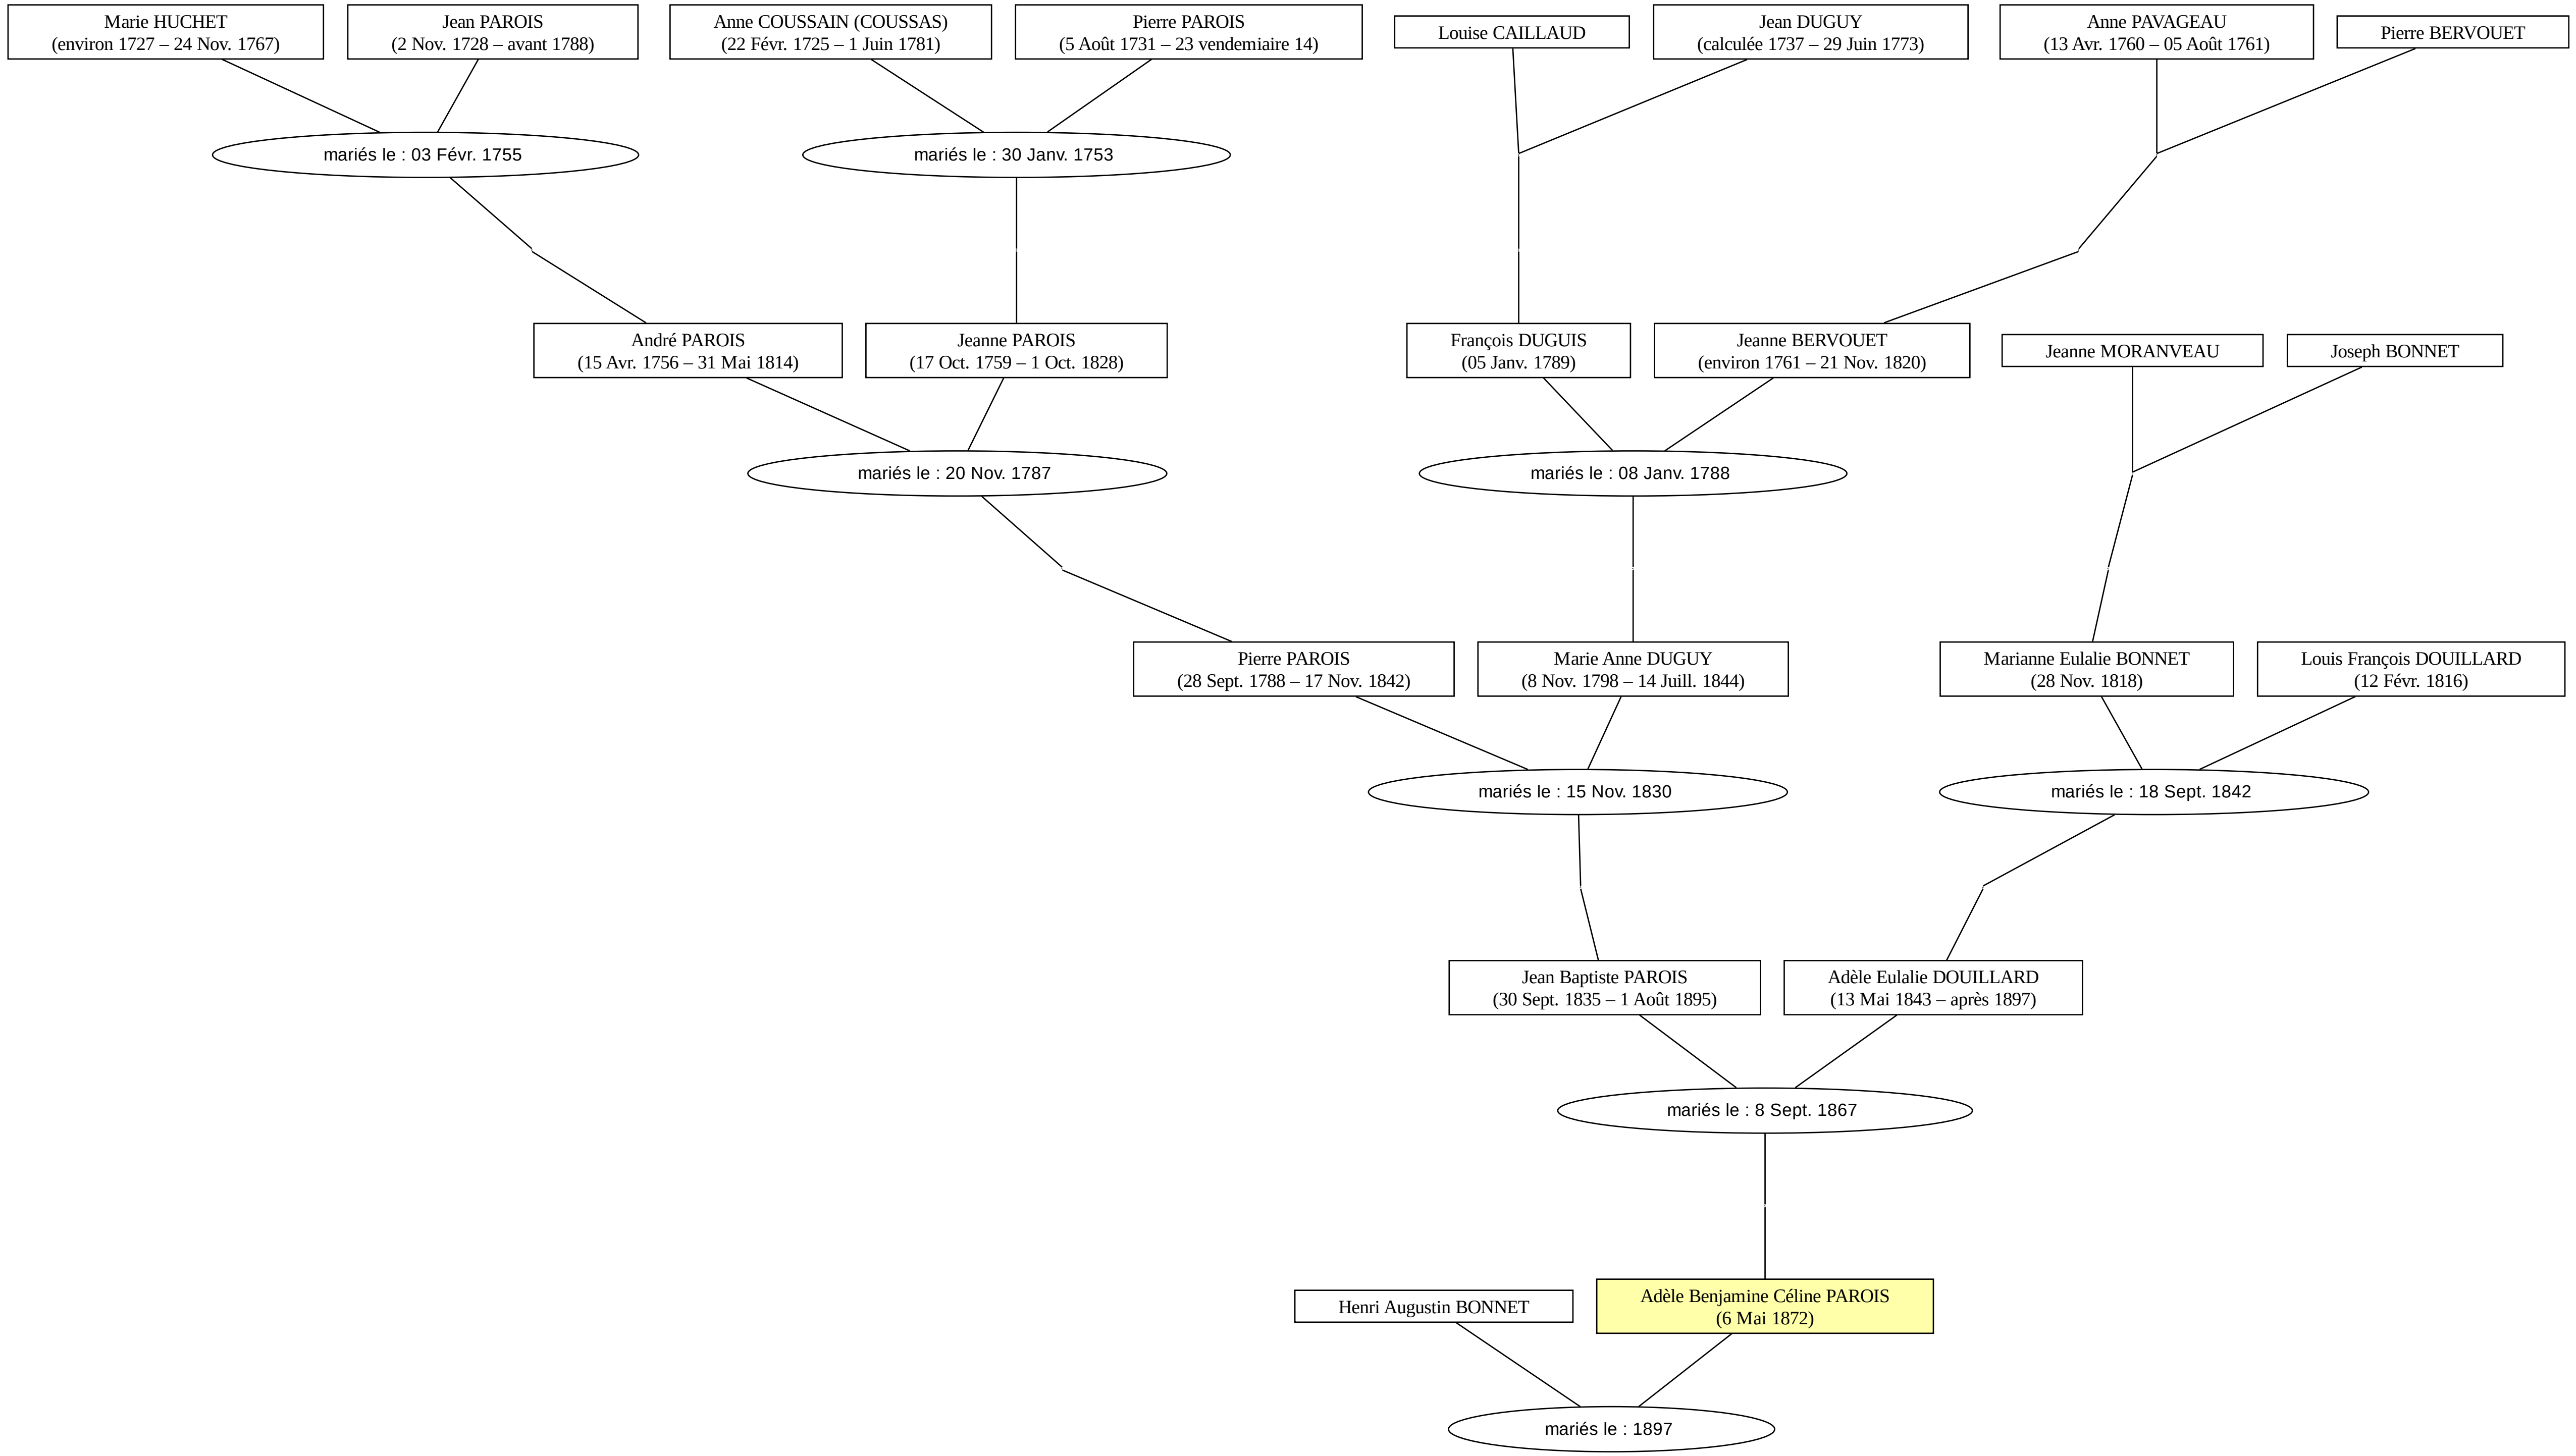 Marie HUCHET
(environ 1727 – 24 Nov. 1767)
Jean PAROIS
(2 Nov. 1728 – avant 1788)
Anne COUSSAIN (COUSSAS)
(22 Févr. 1725 – 1 Juin 1781)
Pierre PAROIS
(5 Août 1731 – 23 vendemiaire 14)
Louise CAILLAUD
Jean DUGUY
(calculée 1737 – 29 Juin 1773)
Anne PAVAGEAU
(13 Avr. 1760 – 05 Août 1761)
Pierre BERVOUET
mariés le : 03 Févr. 1755
mariés le : 30 Janv. 1753
André PAROIS
(15 Avr. 1756 – 31 Mai 1814)
Jeanne PAROIS
(17 Oct. 1759 – 1 Oct. 1828)
François DUGUIS
(05 Janv. 1789)
Jeanne BERVOUET
(environ 1761 – 21 Nov. 1820)
Jeanne MORANVEAU
Joseph BONNET
mariés le : 20 Nov. 1787
mariés le : 08 Janv. 1788
Pierre PAROIS
(28 Sept. 1788 – 17 Nov. 1842)
Marie Anne DUGUY
(8 Nov. 1798 – 14 Juill. 1844)
Marianne Eulalie BONNET
(28 Nov. 1818)
Louis François DOUILLARD
(12 Févr. 1816)
mariés le : 15 Nov. 1830
mariés le : 18 Sept. 1842
Jean Baptiste PAROIS
(30 Sept. 1835 – 1 Août 1895)
Adèle Eulalie DOUILLARD
(13 Mai 1843 – après 1897)
mariés le : 8 Sept. 1867
Henri Augustin BONNET
Adèle Benjamine Céline PAROIS
(6 Mai 1872)
mariés le : 1897